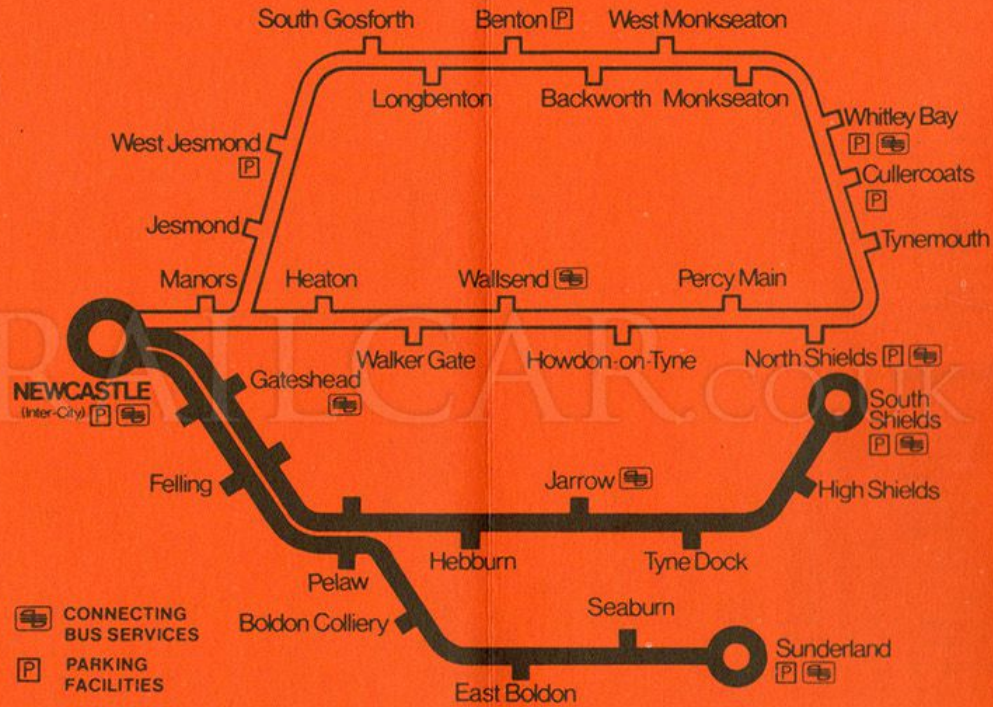 South Gosforth
Benton P
West Monkseaton
Longbenton
Backworth
Monkseaton
West Jesmond
P
Whitley Bay
P
Cullercoats
P
Jesmond
Tynemouth
Manors
Heaton
Wallsend
Percy Main
Walker Gate
Howdon-on-Tyne
North Shields P
RAILCAR.co.uk
NEWCASTLE
(Inter-City) P
Gateshead
South
Shields
P
Felling
Jarrow
High Shields
Hebburn
Tyne Dock
Pelaw
Boldon Colliery
Seaburn
Sunderland
P
East Boldon
CONNECTING
BUS SERVICES
P PARKING
FACILITIES